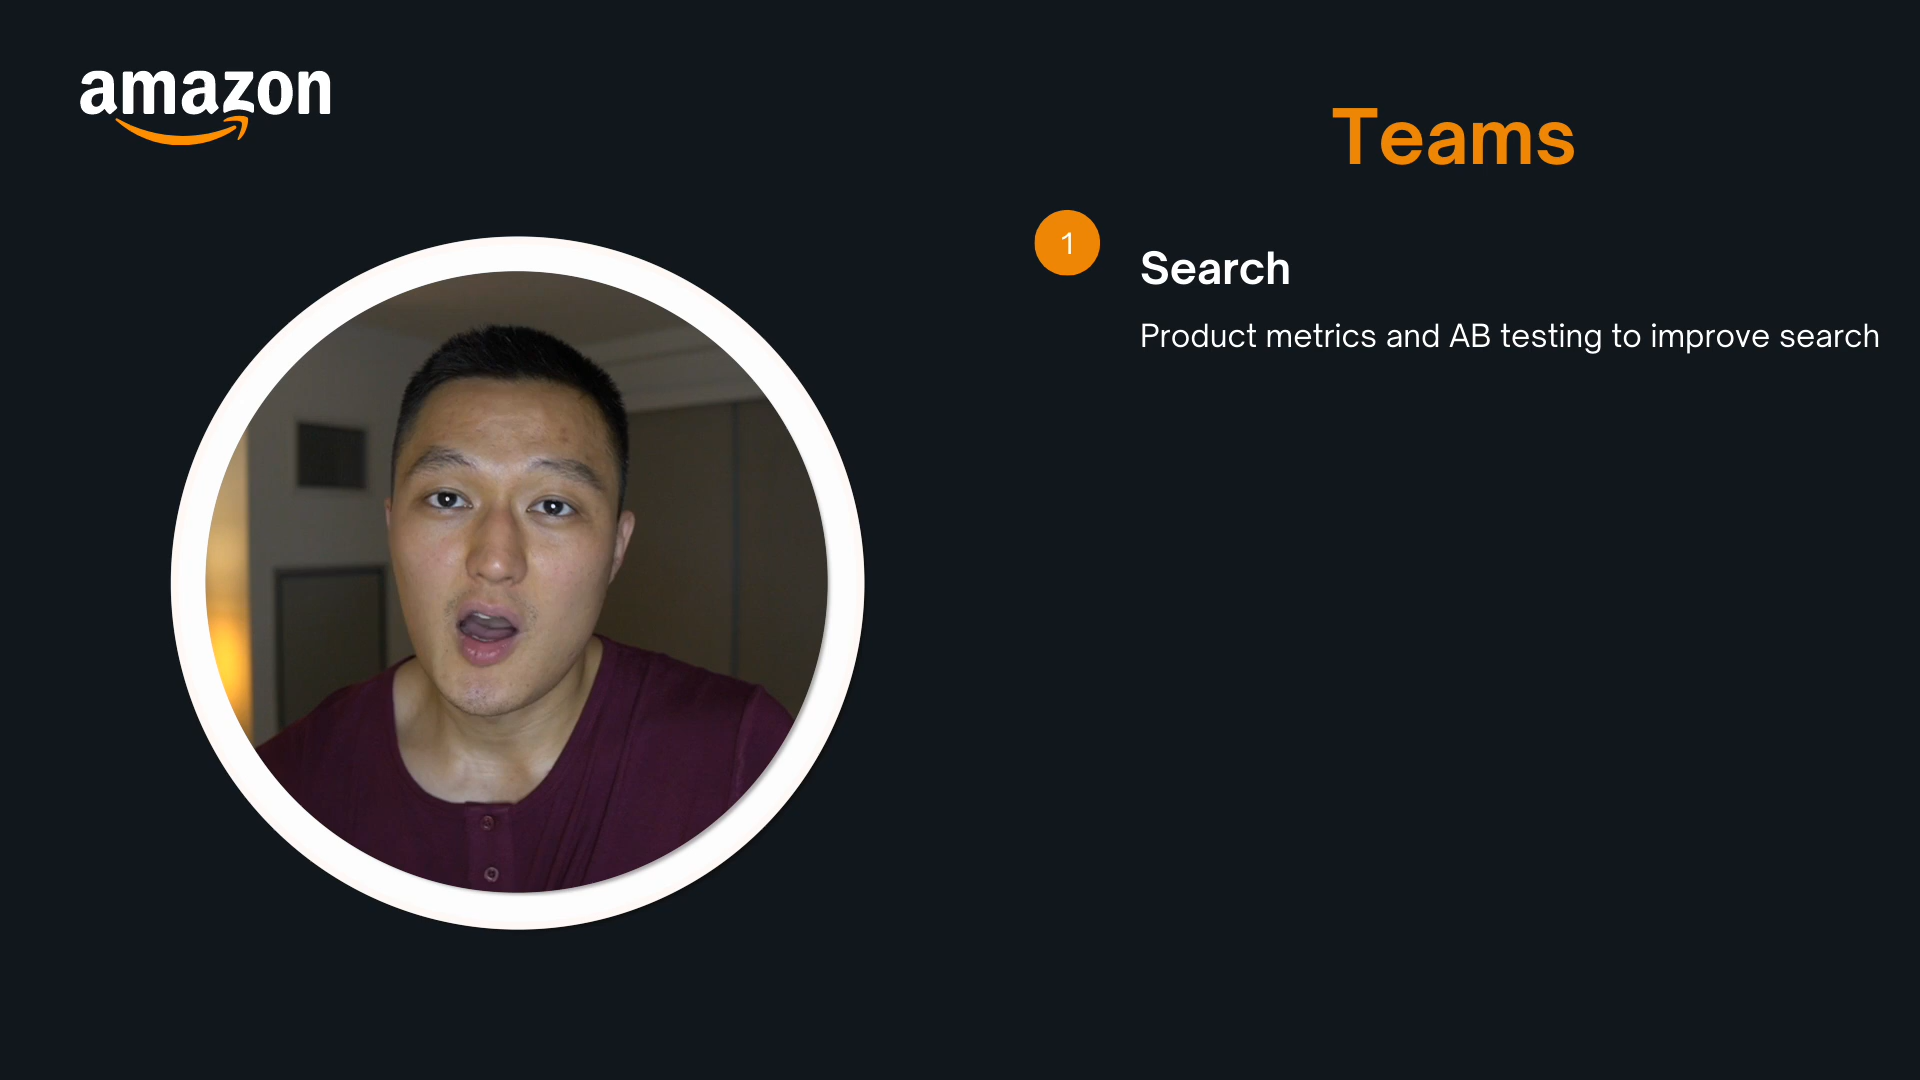 amazon
Teams
1
Search
Product metrics and AB testing to improve search